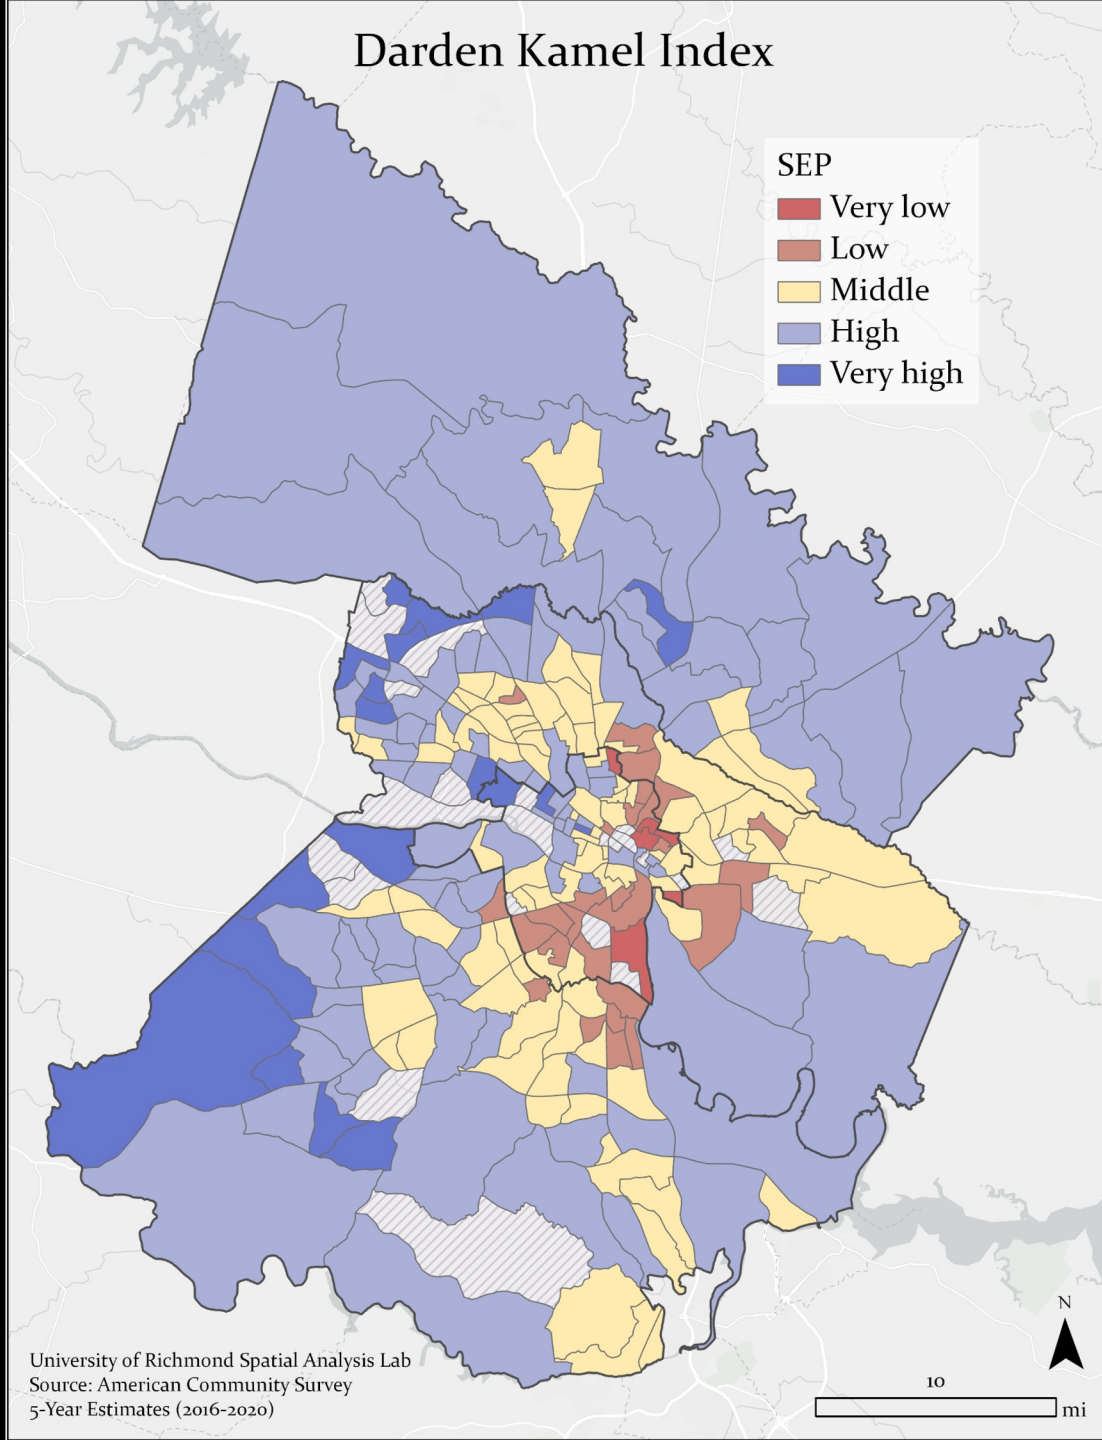 Darden Kamel Index
SEP
Very low
Low
Middle
High
Very high
N
10
mi
University of Richmond Spatial Analysis Lab
Source: American Community Survey
5-Year Estimates (2016-2020)